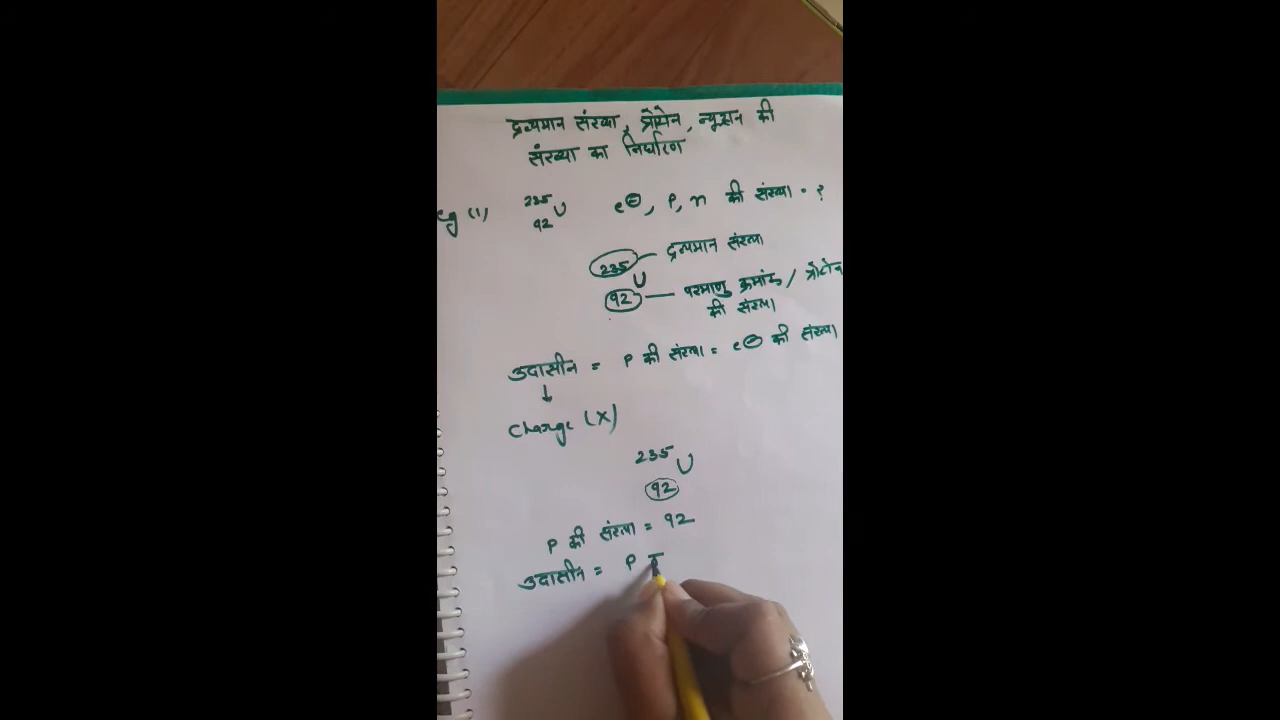 द्रव्यमान संख्या, प्रोटोन, न्यूट्रान की
संख्या का निर्धारण
eg (1) 235 92 U e⊖, P, n की संख्या = ?
235 — द्रव्यमान संख्या
U
92 — परमाणु क्रमांक / प्रोटोन
की संख्या
उदासीन = P की संख्या = e⊖ की संख्या
↓
Charge (X)
235 U
92
P की संख्या = 92
उदासीन = P